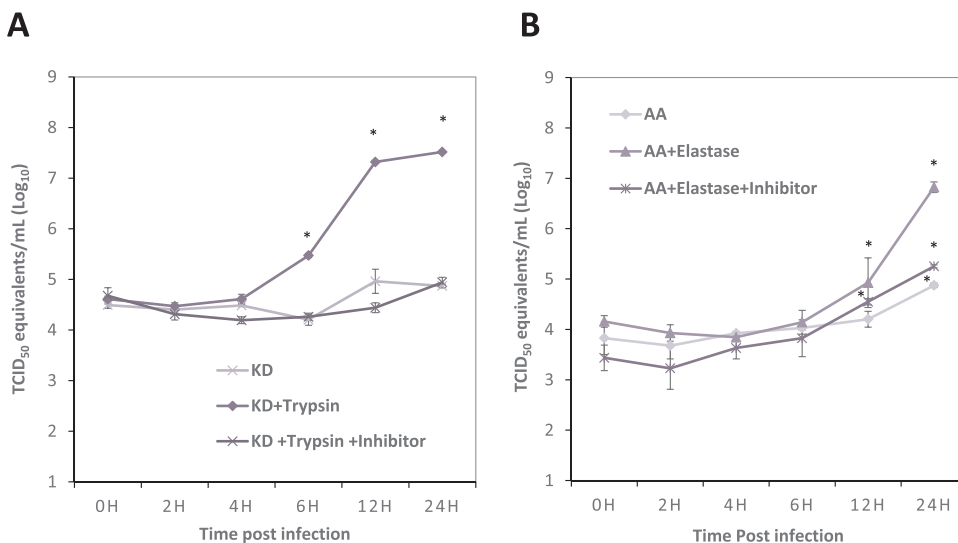 A
B
TCID50 equivalents/mL (Log10)
9
8
7
6
5
4
3
2
1
* * *
KD
KD+Trypsin
KD +Trypsin +Inhibitor
0H 2H 4H 6H 12H 24H
Time post infection
TCID50 equivalents/mL (Log10)
9
8
7
6
5
4
3
2
1
AA
AA+Elastase
AA+Elastase+Inhibitor
* * * * *
0H 2H 4H 6H 12H 24H
Time Post infection